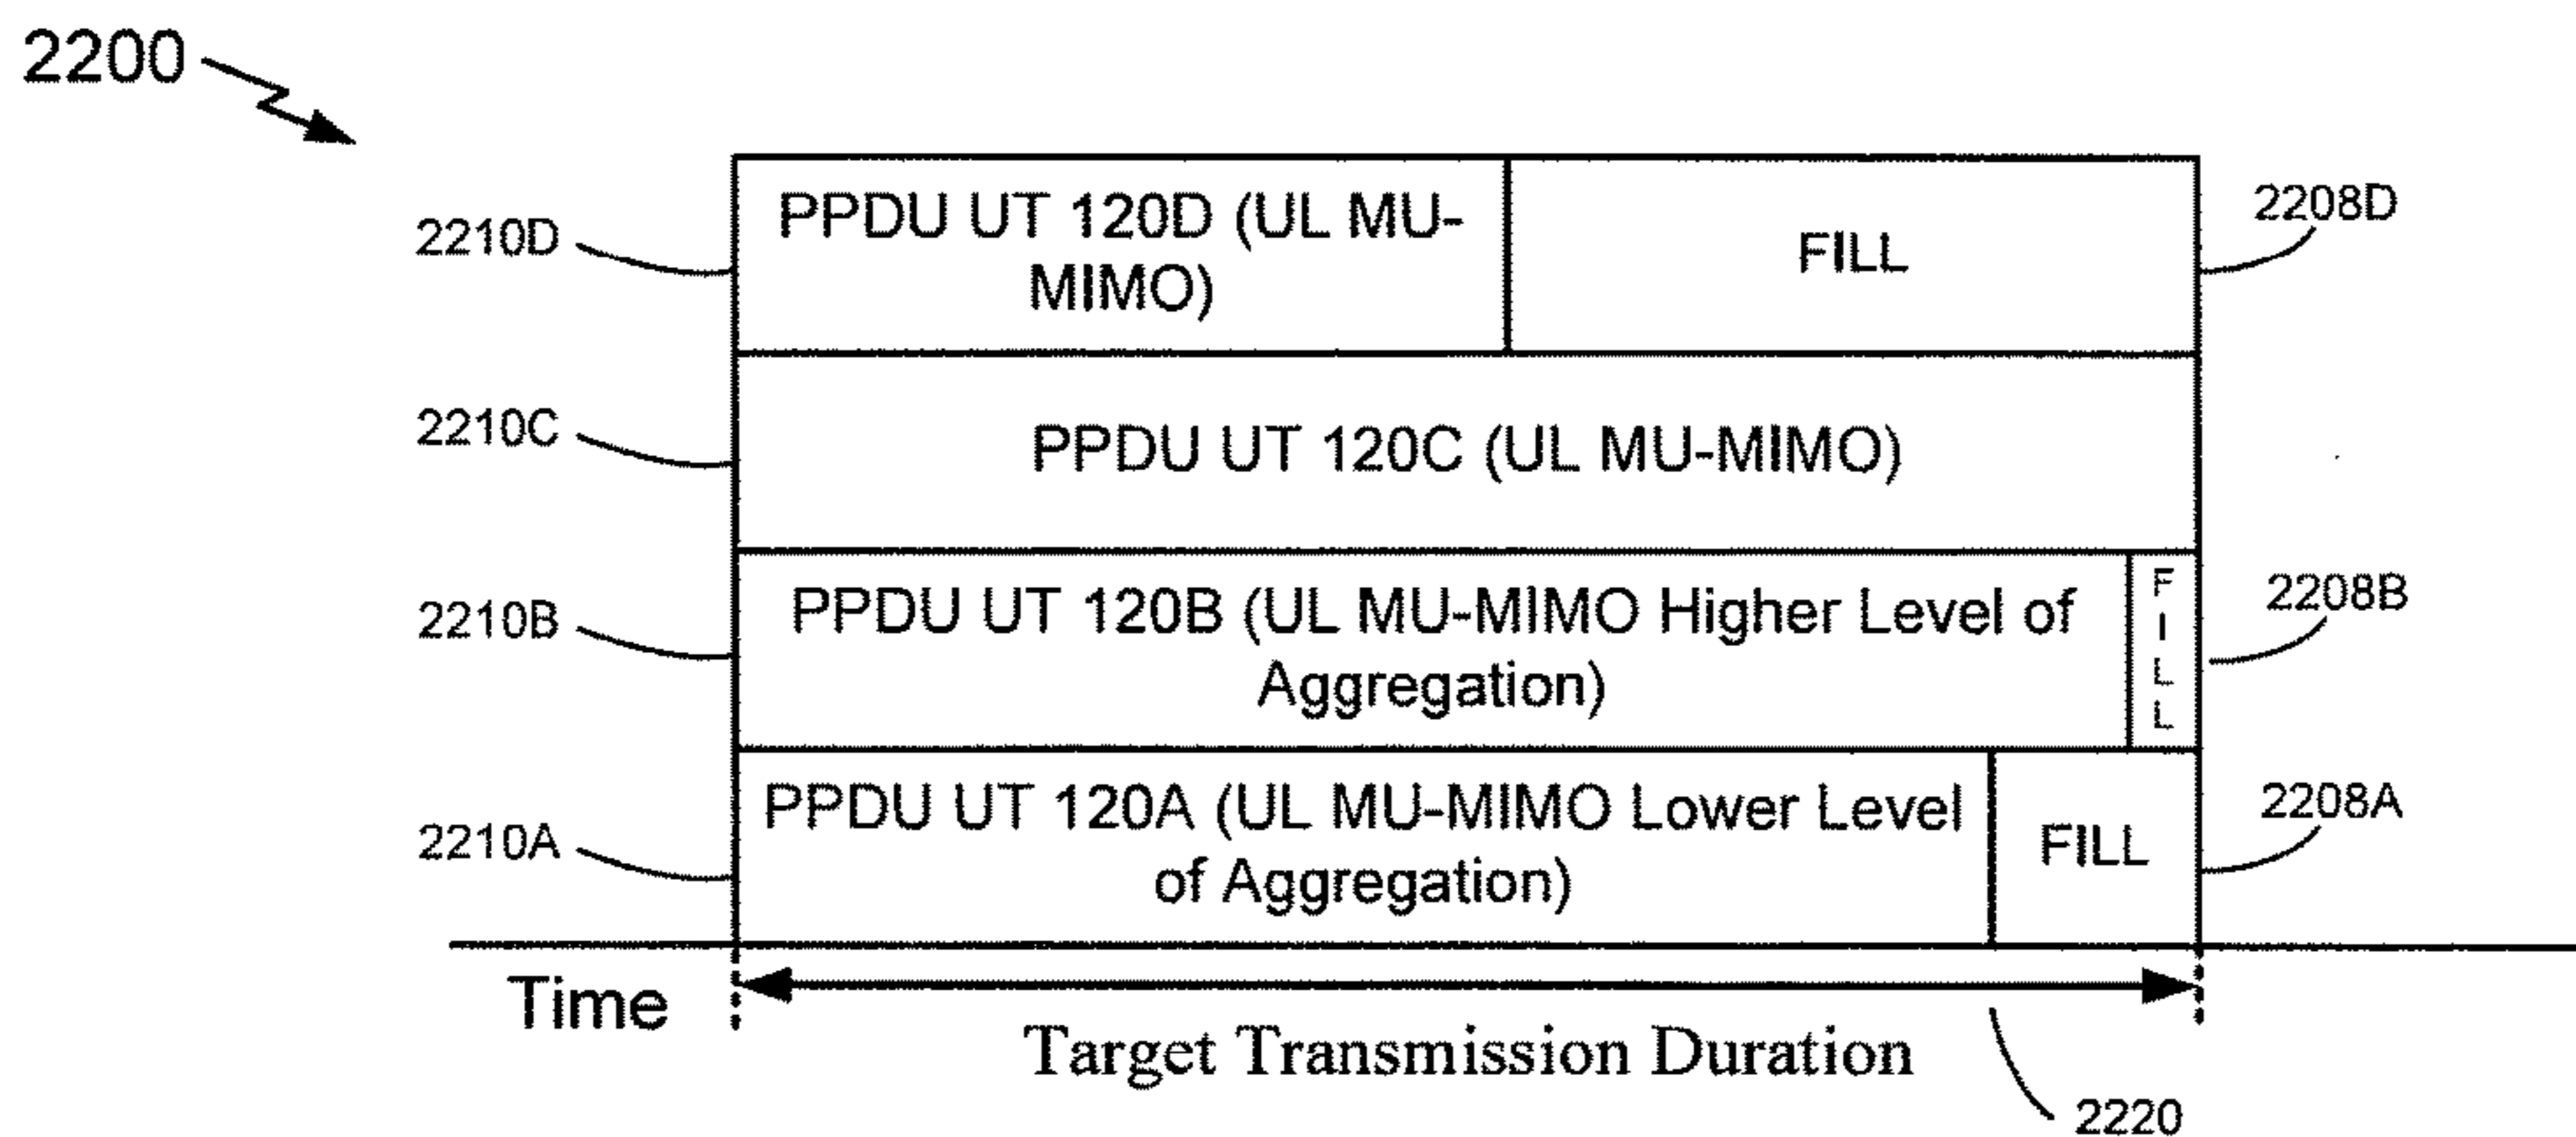 2200
PPDU UT 120D (UL MU-
MIMO)
FILL
2208D
2210D
2210C
PPDU UT 120C (UL MU-MIMO)
2210B
PPDU UT 120B (UL MU-MIMO Higher Level of
Aggregation)
F
I
L
L
2208B
2210A
PPDU UT 120A (UL MU-MIMO Lower Level
of Aggregation)
FILL
2208A
Time
Target Transmission Duration
2220